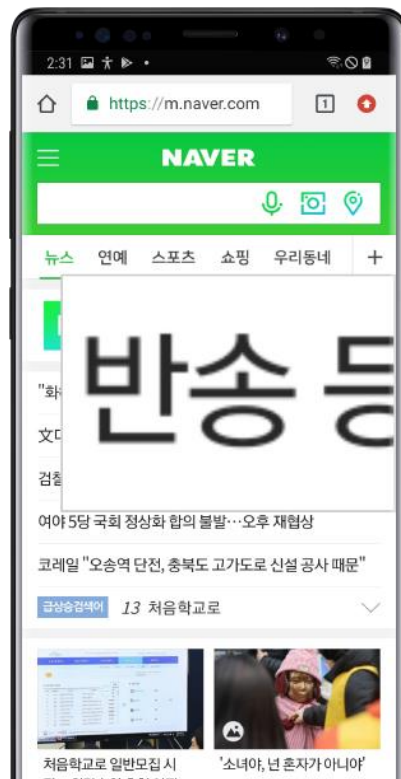 2:31
https://m.naver.com
1
NAVER
뉴스 연예 스포츠 쇼핑 우리동네 +
반송
"화
文
검찰
여야 5당 국회 정상화 합의 불발…오후 재협상
코레일 "오송역 단전, 충북도 고가도로 신설 공사 때문"
급상승검색어 13 처음학교로
처음학교로 일반모집 시
'소녀야, 넌 혼자가 아니야'